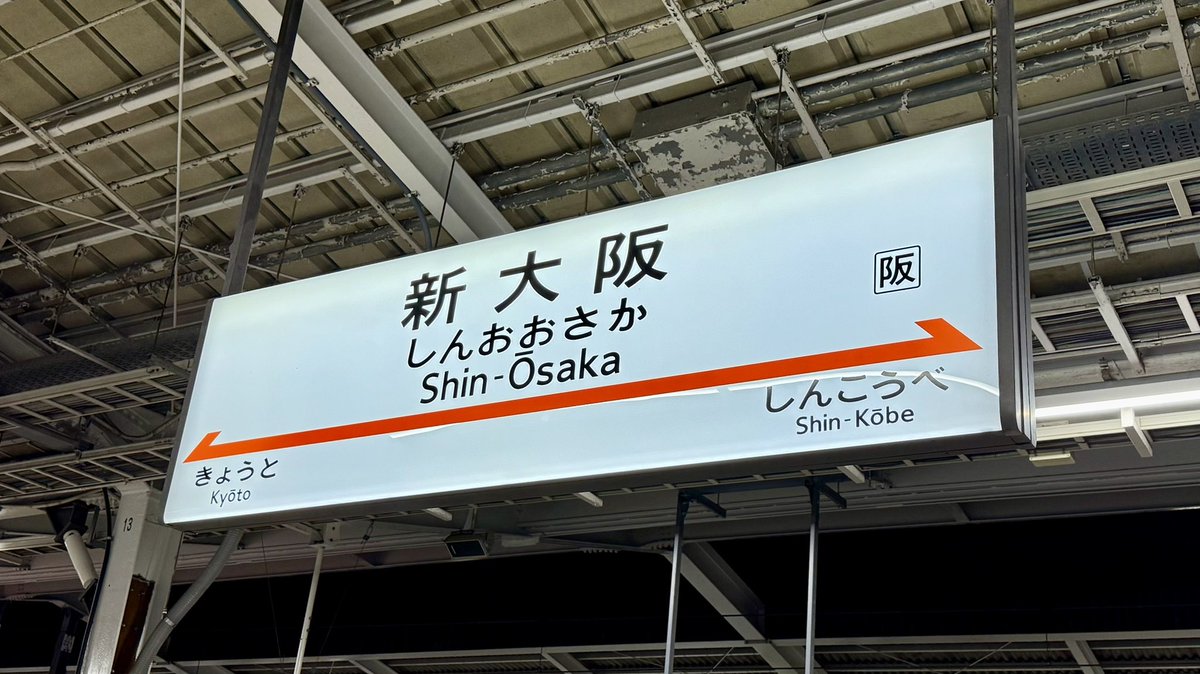 新大阪
しんおおさか
Shin-Ōsaka
阪
きょうと
Kyōto
しんこうべ
Shin-Kōbe
13